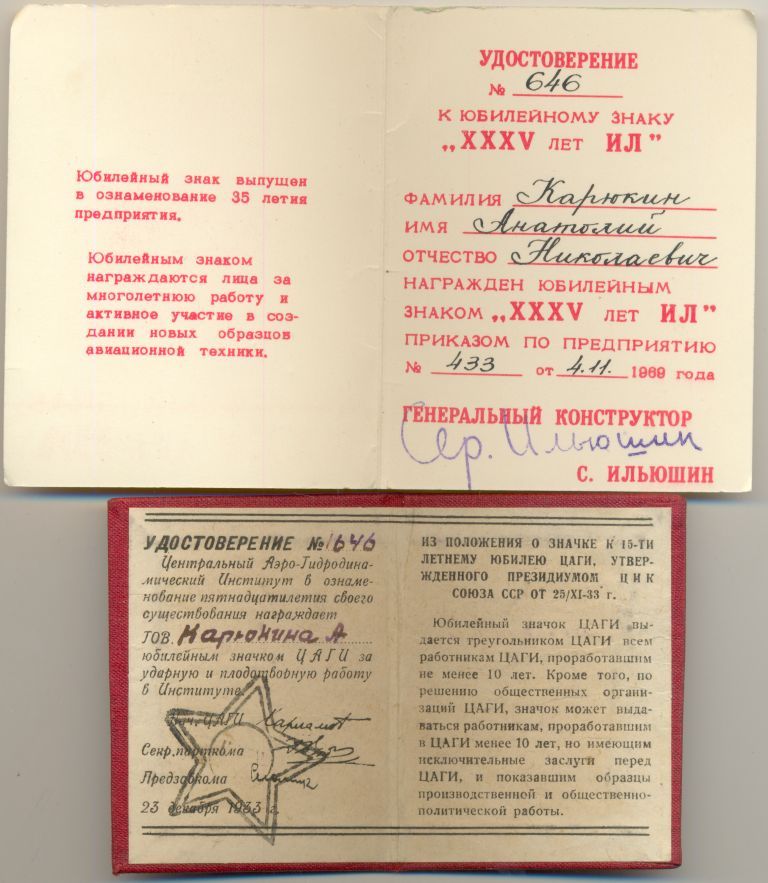 Юбилейный знак выпущен
в ознаменование 35 летия
предприятия.
Юбилейным знаком
награждаются лица за
многолетнюю работу и
активное участие в соз-
дании новых образцов
авиационной техники.
УДОСТОВЕРЕНИЕ
№ 646
К ЮБИЛЕЙНОМУ ЗНАКУ
„XXXV ЛЕТ ИЛ"
ФАМИЛИЯ Карюкин
ИМЯ Анатолий
ОТЧЕСТВО Николаевич
НАГРАЖДЕН ЮБИЛЕЙНЫМ
ЗНАКОМ „XXXV ЛЕТ ИЛ"
ПРИКАЗОМ ПО ПРЕДПРИЯТИЮ
№ 433 от 4.11. 1969 года
ГЕНЕРАЛЬНЫЙ КОНСТРУКТОР
Сер. Ильюшин
С. ИЛЬЮШИН
УДОСТОВЕРЕНИЕ № 1646
Центральный Аэро-Гидродина-
мический Институт в ознаме-
нование пятнадцатилетия своего
существования награждает
ТОВ. Карюкина А
юбилейным значком ЦАГИ за
ударную и плодотворную работу
в Институте.
Нач. ЦАГИ Харламов
Секр. парткома
Предзавкома
23 декабря 1933 г.
ИЗ ПОЛОЖЕНИЯ О ЗНАЧКЕ К 15-ТИ
ЛЕТНЕМУ ЮБИЛЕЮ ЦАГИ, УТВЕР-
ЖДЕННОГО ПРЕЗИДИУМОМ ЦИК
СОЮЗА ССР ОТ 25/XI-33 г.
Юбилейный значок ЦАГИ вы-
дается треугольником ЦАГИ всем
работникам ЦАГИ, проработавшим
не менее 10 лет. Кроме того, по
решению общественных органи-
заций ЦАГИ, значок может выда-
ваться работникам, проработавшим
в ЦАГИ менее 10 лет, но имеющим
исключительные заслуги перед
ЦАГИ, и показавшим образцы
производственной и общественно-
политической работы.